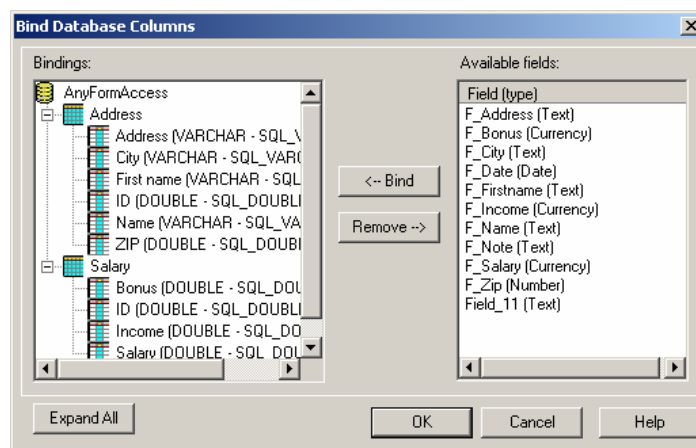 Bind Database Columns
Bindings:
AnyFormAccess
Address
Address (VARCHAR - SQL_V
City (VARCHAR - SQL_VAR(
First name (VARCHAR - SQL
ID (DOUBLE - SQL_DOUBLI
Name (VARCHAR - SQL_VA
ZIP (DOUBLE - SQL_DOUBI
Salary
Bonus (DOUBLE - SQL_DOL
ID (DOUBLE - SQL_DOUBLI
Income (DOUBLE - SQL_DO
Salary (DOUBLE - SQL_DOL
Expand All
<-- Bind
Remove -->
Available fields:
Field (type)
F_Address (Text)
F_Bonus (Currency)
F_City (Text)
F_Date (Date)
F_Firstname (Text)
F_Income (Currency)
F_Name (Text)
F_Note (Text)
F_Salary (Currency)
F_Zip (Number)
Field_11 (Text)
OK
Cancel
Help